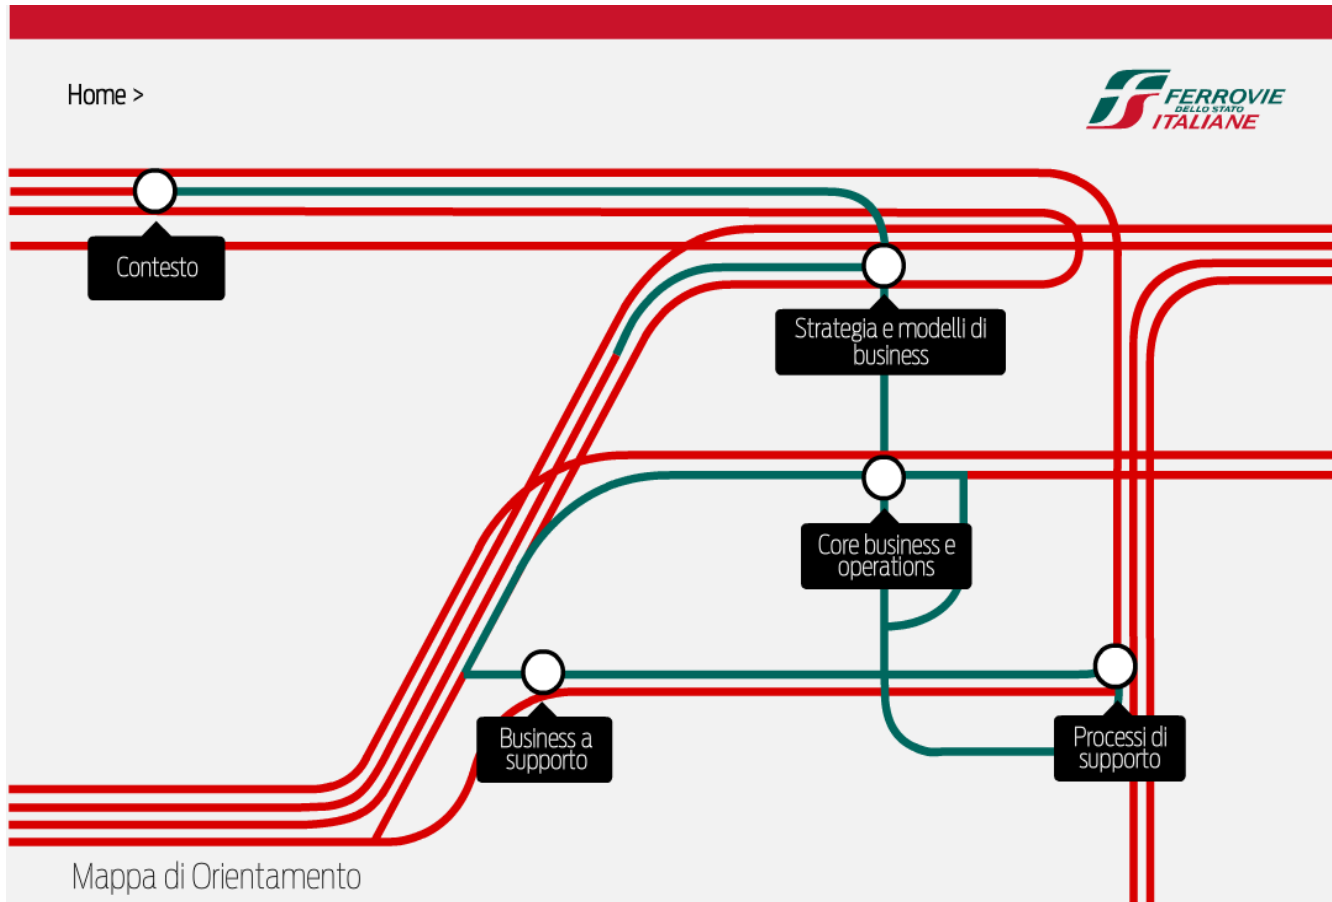 Home >
FERROVIE
DELLO STATO
ITALIANE
Contesto
Strategia e modelli di
business
Core business e
operations
Business a
supporto
Processi di
supporto
Mappa di Orientamento